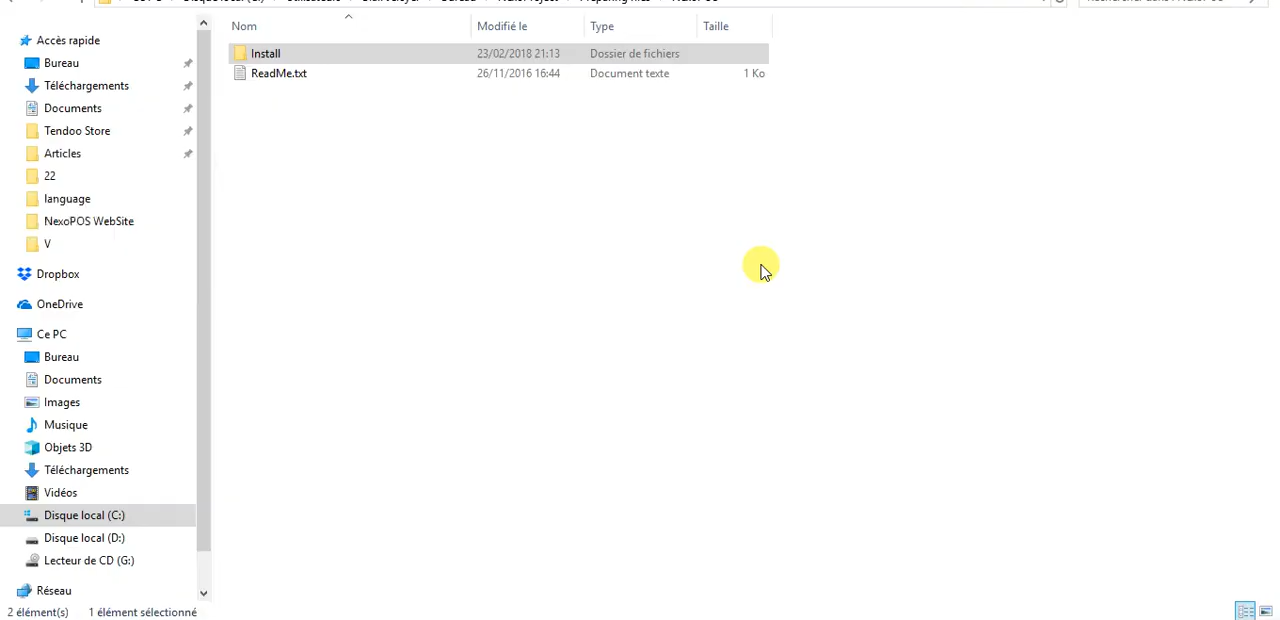 Nom Modifié le Type Taille
Install 23/02/2018 21:13 Dossier de fichiers
ReadMe.txt 26/11/2016 16:44 Document texte 1 Ko
Accès rapide
Bureau
Téléchargements
Documents
Tendoo Store
Articles
22
language
NexoPOS WebSite
V
Dropbox
OneDrive
Ce PC
Bureau
Documents
Images
Musique
Objets 3D
Téléchargements
Vidéos
Disque local (C:)
Disque local (D:)
Lecteur de CD (G:)
Réseau
2 élément(s) 1 élément sélectionné